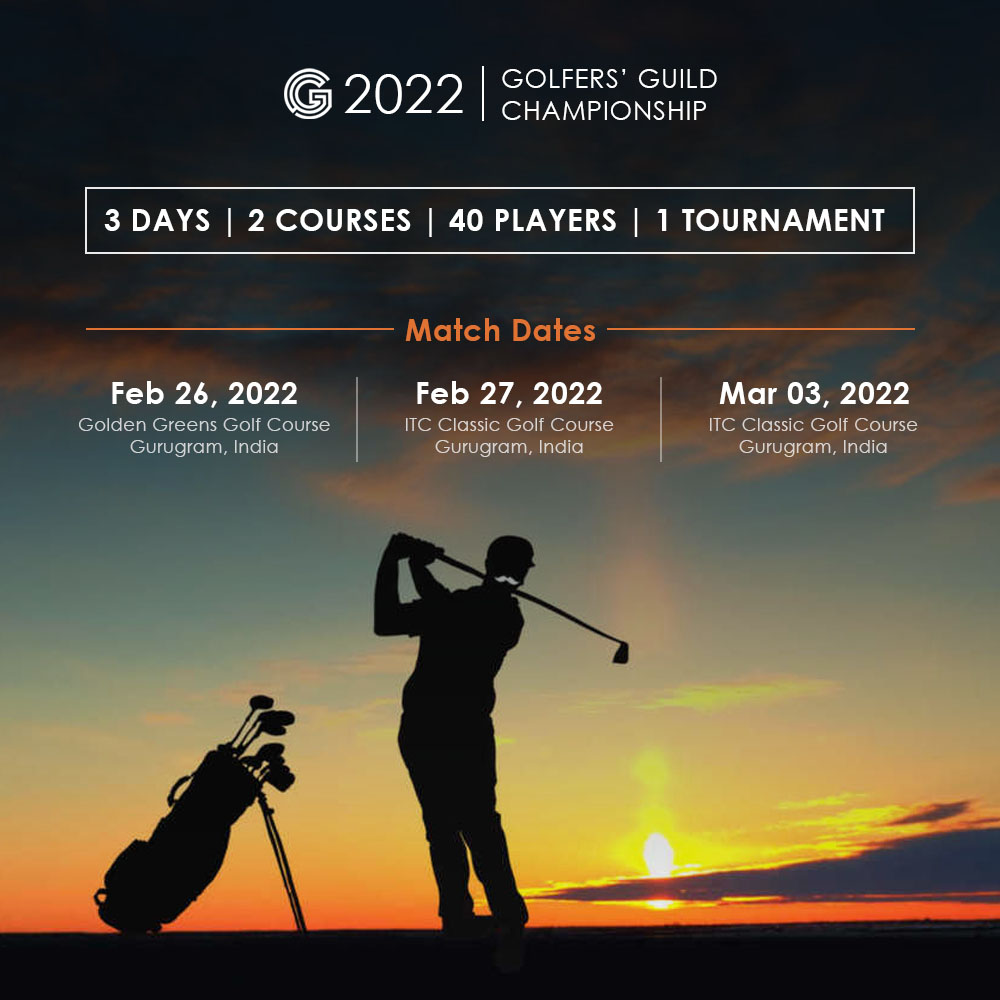 G 2022
GOLFERS' GUILD
CHAMPIONSHIP
3 DAYS | 2 COURSES | 40 PLAYERS | 1 TOURNAMENT
Match Dates
Feb 26, 2022
Golden Greens Golf Course
Gurugram, India
Feb 27, 2022
ITC Classic Golf Course
Gurugram, India
Mar 03, 2022
ITC Classic Golf Course
Gurugram, India